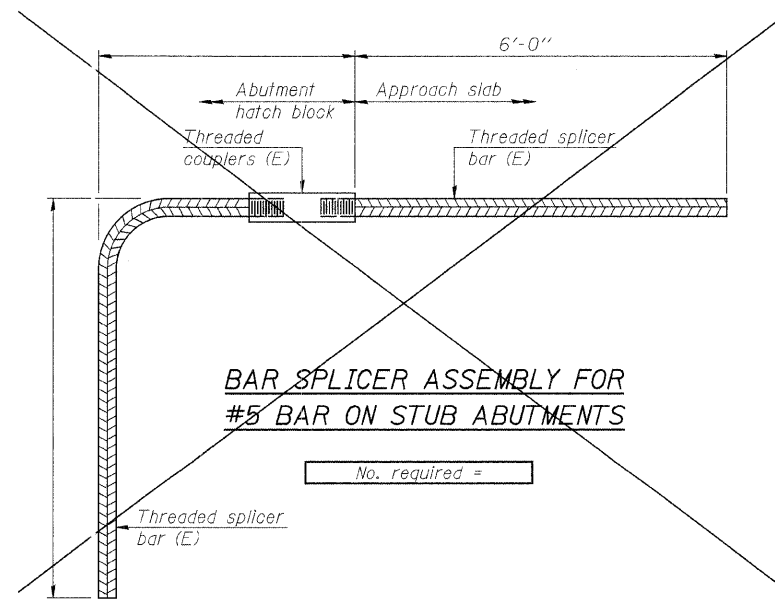 6'-0"
Abutment
hatch block
Approach slab
Threaded
couplers (E)
Threaded splicer
bar (E)
BAR SPLICER ASSEMBLY FOR
#5 BAR ON STUB ABUTMENTS
No. required =
Threaded splicer
bar (E)